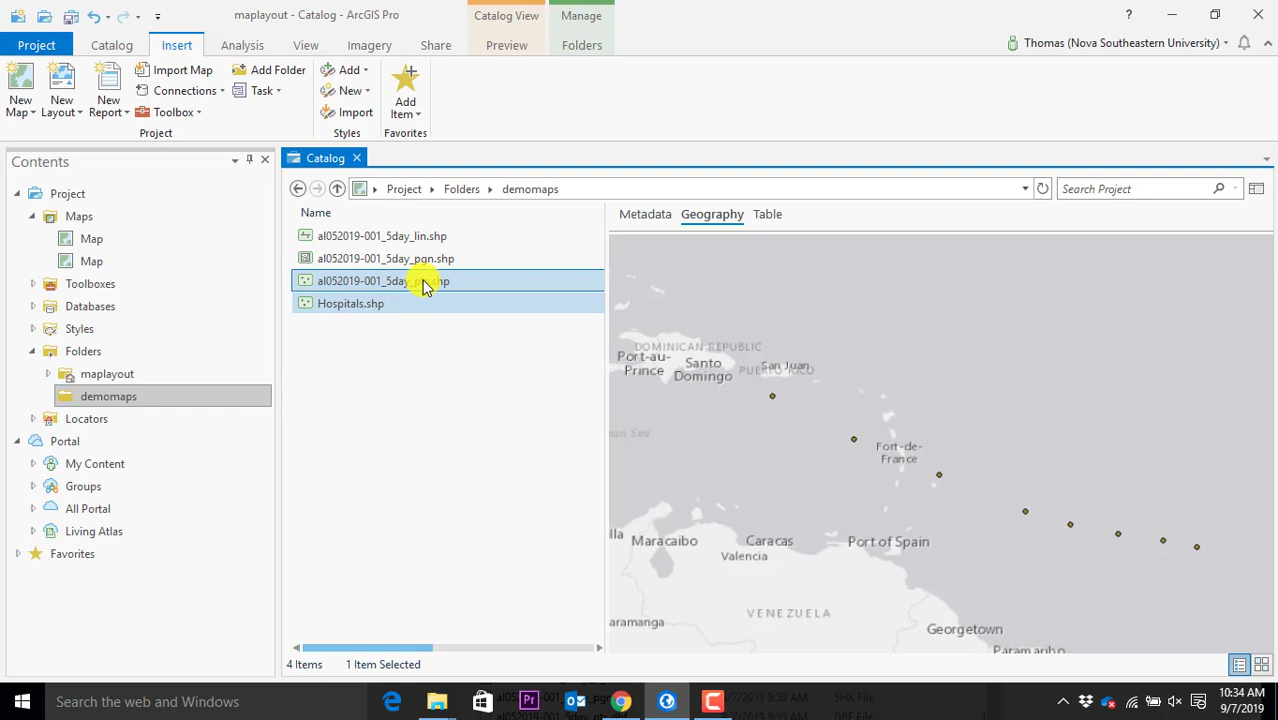 maplayout - Catalog - ArcGIS Pro
Catalog View
Manage
?
Project
Catalog
Insert
Analysis
View
Imagery
Share
Preview
Folders
Thomas (Nova Southeastern University)
New Map
New Layout
New Report
Import Map
Connections
Toolbox
Add Folder
Task
Project
Add
New
Import
Styles
Add Item
Favorites
Contents
Catalog
Project
Maps
Map
Map
Toolboxes
Databases
Styles
Folders
maplayout
demomaps
Locators
Portal
My Content
Groups
All Portal
Living Atlas
Favorites
Project
Folders
demomaps
Search Project
Name
al052019-001_5day_lin.shp
al052019-001_5day_pgn.shp
Hospitals.shp
Metadata
Geography
Table
DOMINICAN REPUBLIC
Port-au-Prince
Santo Domingo
San Juan
PUERTO RICO
ean Sea
Fort-de-France
lla
Maracaibo
Caracas
Valencia
Port of Spain
VENEZUELA
aramanga
Georgetown
Paramaribo
4 Items
1 Item Selected
Search the web and Windows
Pr
10:34 AM
9/7/2019